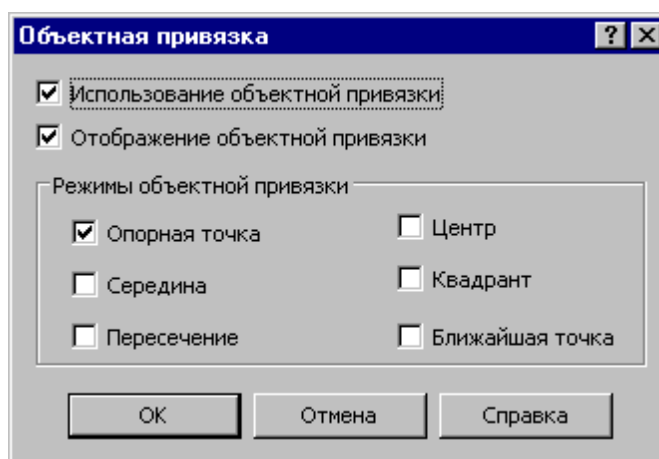 Объектная привязка
Использование объектной привязки
Отображение объектной привязки
Режимы объектной привязки
Опорная точка
Центр
Середина
Квадрант
Пересечение
Ближайшая точка
ОК
Отмена
Справка